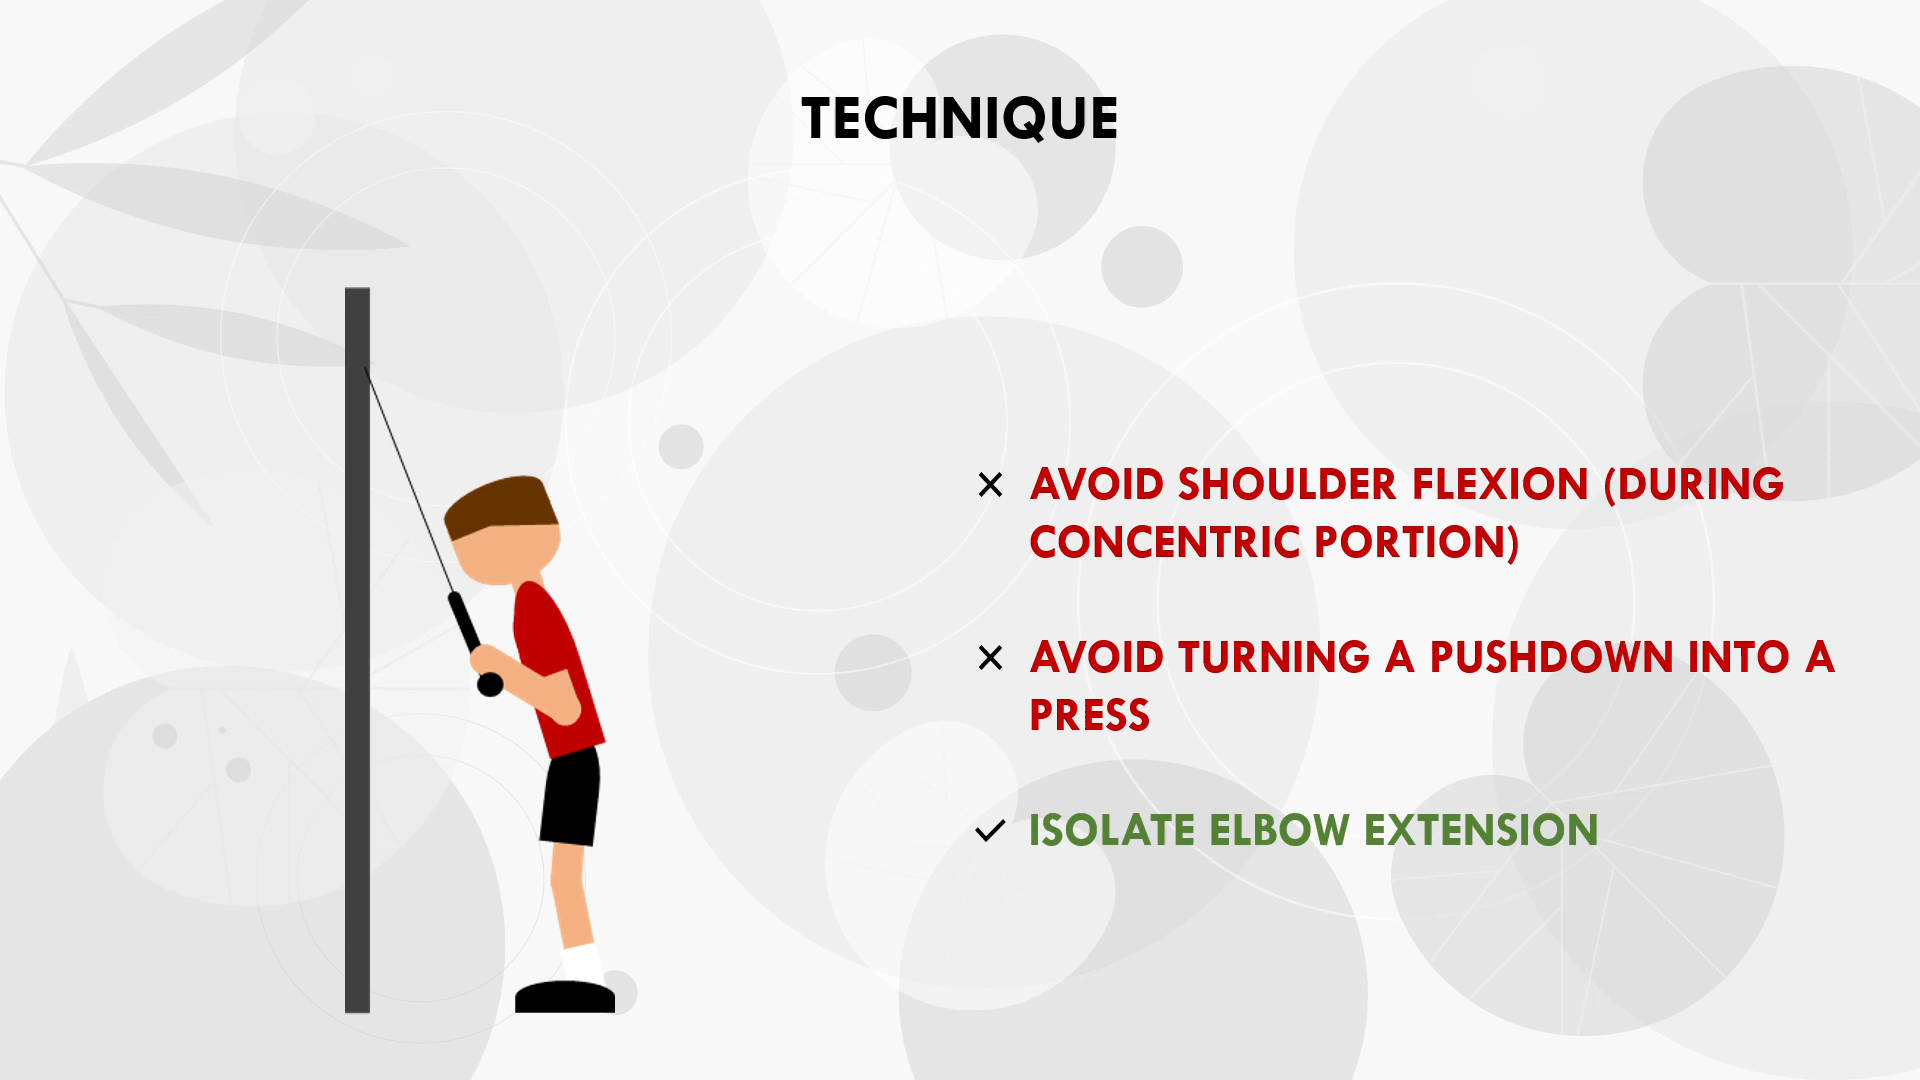 TECHNIQUE
AVOID SHOULDER FLEXION (DURING
CONCENTRIC PORTION)
AVOID TURNING A PUSHDOWN INTO A
PRESS
ISOLATE ELBOW EXTENSION